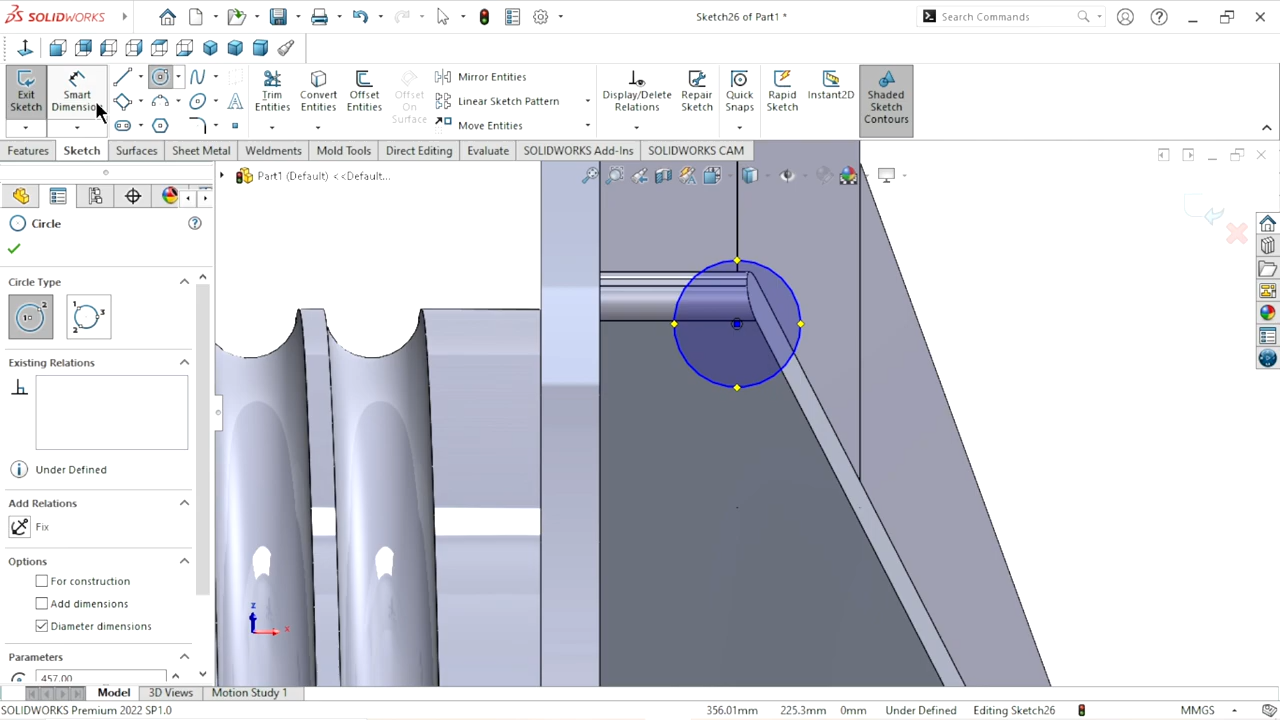 SOLIDWORKS
Sketch26 of Part1 *
Search Commands
Exit Sketch
Smart Dimension
Trim Entities
Convert Entities
Offset Entities
Offset On Surface
Mirror Entities
Linear Sketch Pattern
Move Entities
Display/Delete Relations
Repair Sketch
Quick Snaps
Rapid Sketch
Instant2D
Shaded Sketch Contours
Features
Sketch
Surfaces
Sheet Metal
Weldments
Mold Tools
Direct Editing
Evaluate
SOLIDWORKS Add-Ins
SOLIDWORKS CAM
Part1 (Default) <<Default...
Circle
Circle Type
Existing Relations
Under Defined
Add Relations
Fix
Options
For construction
Add dimensions
Diameter dimensions
Parameters
457.00
z
x
Model
3D Views
Motion Study 1
SOLIDWORKS Premium 2022 SP1.0
356.01mm
225.3mm
0mm
Under Defined
Editing Sketch26
MMGS